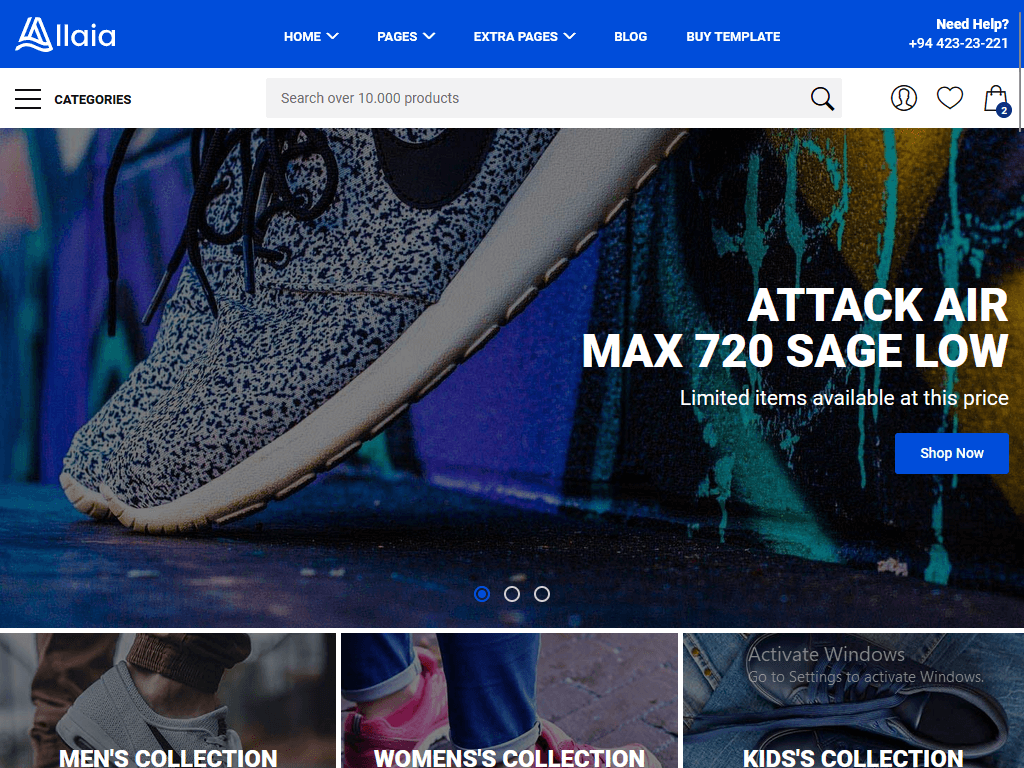 Allaia
HOME
PAGES
EXTRA PAGES
BLOG
BUY TEMPLATE
Need Help?
+94 423-23-221
CATEGORIES
Search over 10.000 products
2
ATTACK AIR
MAX 720 SAGE LOW
Limited items available at this price
Shop Now
Activate Windows
Go to Settings to activate Windows.
MEN'S COLLECTION
WOMENS'S COLLECTION
KIDS'S COLLECTION